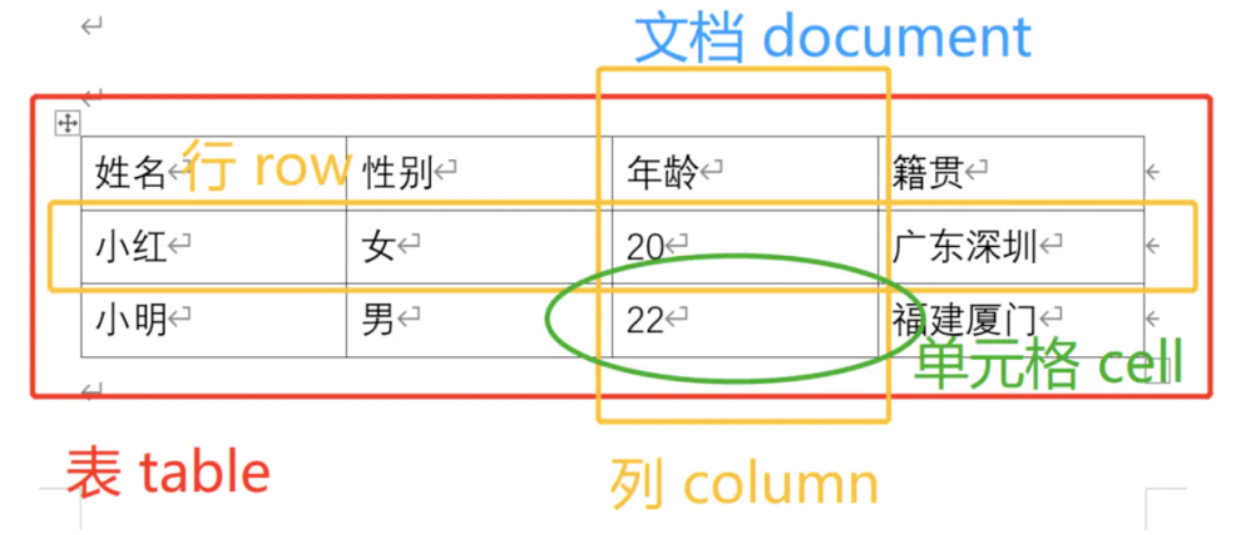 文档 document
姓名 行 row 性别 年龄 籍贯
小红 女 20 广东深圳
小明 男 22 福建厦门
单元格 cell
表 table
列 column